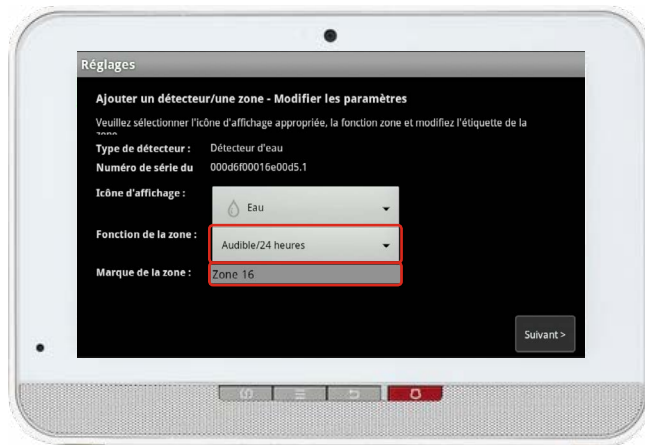 Réglages
Ajouter un détecteur/une zone - Modifier les paramètres
Veuillez sélectionner l'icône d'affichage appropriée, la fonction zone et modifiez l'étiquette de la
zone
Type de détecteur : Détecteur d'eau
Numéro de série du 000d6f00016e00d5.1
Icône d'affichage : Eau
Fonction de la zone : Audible/24 heures
Marque de la zone : Zone 16
Suivant >